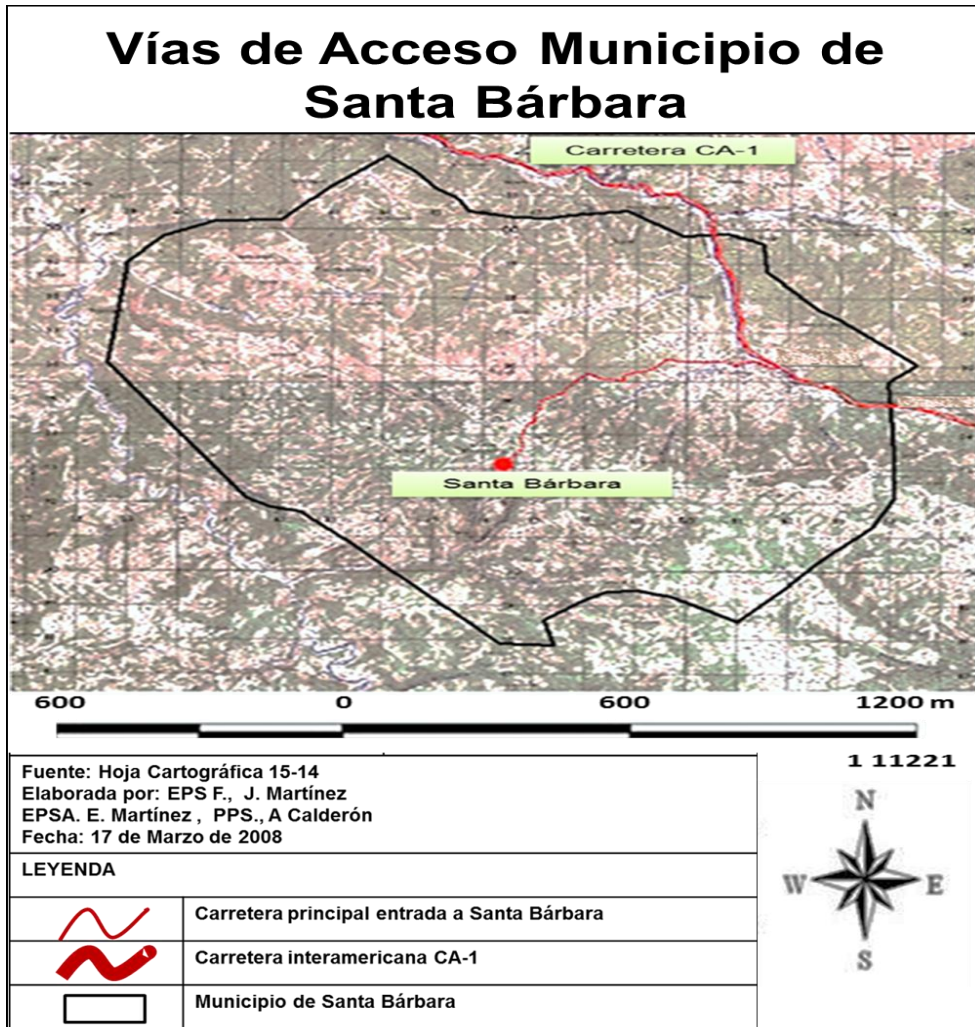 Vías de Acceso Municipio de
Santa Bárbara
Carretera CA-1
Santa Bárbara
600 0 600 1200 m
1 11221
Fuente: Hoja Cartográfica 15-14
Elaborada por: EPS F., J. Martínez
EPSA. E. Martínez , PPS., A Calderón
Fecha: 17 de Marzo de 2008
N
W E
S
LEYENDA
Carretera principal entrada a Santa Bárbara
Carretera interamericana CA-1
Municipio de Santa Bárbara